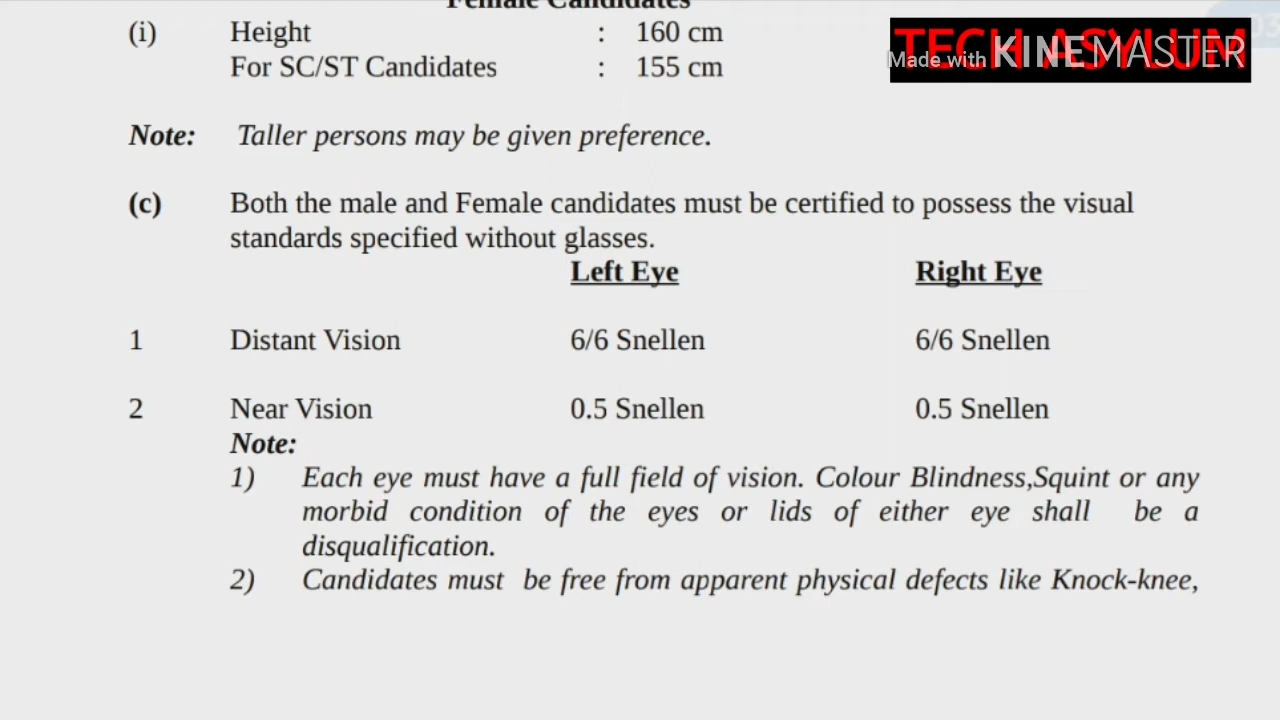 Female Candidates
(i) Height : 160 cm
For SC/ST Candidates : 155 cm
TECH ASYLUM
Made with KINEMASTER
Note: Taller persons may be given preference.
(c) Both the male and Female candidates must be certified to possess the visual
standards specified without glasses.
Left Eye Right Eye
1 Distant Vision 6/6 Snellen 6/6 Snellen
2 Near Vision 0.5 Snellen 0.5 Snellen
Note:
1) Each eye must have a full field of vision. Colour Blindness,Squint or any
morbid condition of the eyes or lids of either eye shall be a
disqualification.
2) Candidates must be free from apparent physical defects like Knock-knee,